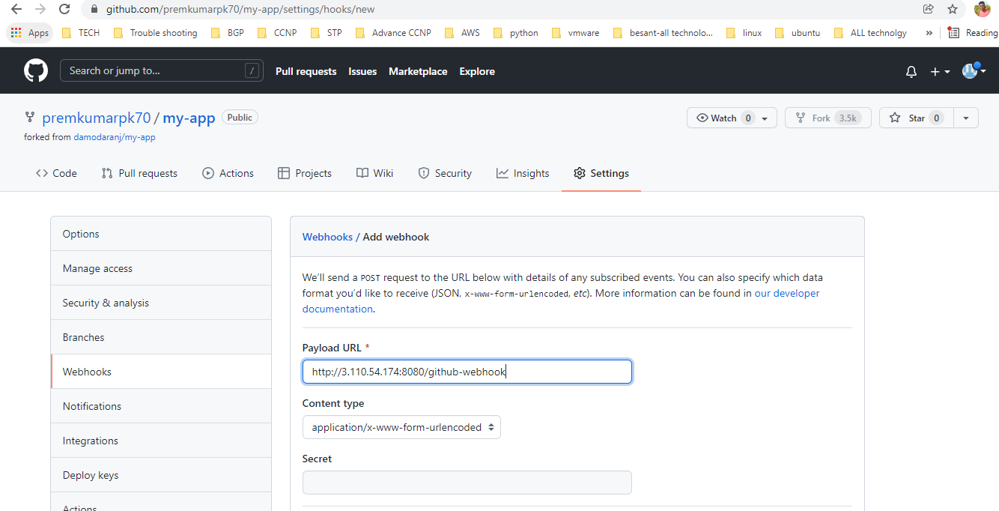 github.com/premkumarpk70/my-app/settings/hooks/new
Apps TECH Trouble shooting BGP CCNP STP Advance CCNP AWS python vmware besant-all technolo... linux ubuntu ALL technolgy » Reading
Search or jump to... / Pull requests Issues Marketplace Explore
premkumarpk70 / my-app Public Watch 0 Fork 3.5k Star 0
forked from damodaranj/my-app
Code Pull requests Actions Projects Wiki Security Insights Settings
Options
Manage access
Security & analysis
Branches
Webhooks
Notifications
Integrations
Deploy keys
Actions
Webhooks / Add webhook
We'll send a POST request to the URL below with details of any subscribed events. You can also specify which data
format you'd like to receive (JSON, x-www-form-urlencoded, etc). More information can be found in our developer
documentation.
Payload URL *
http://3.110.54.174:8080/github-webhook
Content type
application/x-www-form-urlencoded
Secret